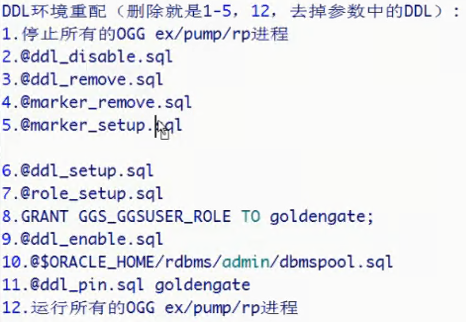 DDL环境重配（删除就是1-5，12，去掉参数中的DDL）：
1.停止所有的OGG ex/pump/rp进程
2.@ddl_disable.sql
3.@ddl_remove.sql
4.@marker_remove.sql
5.@marker_setup.sql
6.@ddl_setup.sql
7.@role_setup.sql
8.GRANT GGS_GGSUSER_ROLE TO goldengate;
9.@ddl_enable.sql
10.@$ORACLE_HOME/rdbms/admin/dbmspool.sql
11.@ddl_pin.sql goldengate
12.运行所有的OGG ex/pump/rp进程